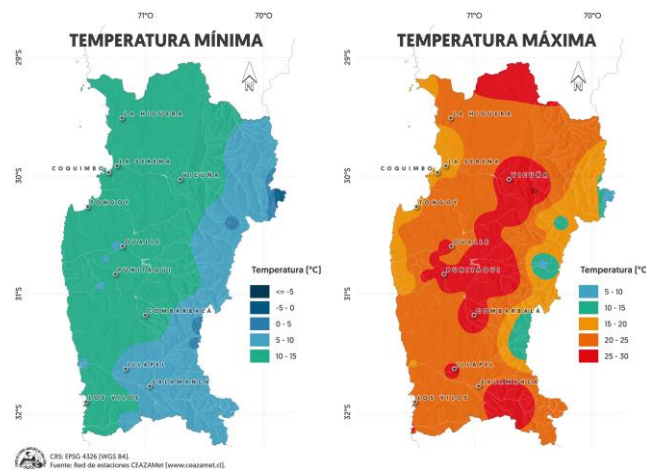 71°O
70°O
TEMPERATURA MÍNIMA
29°S
N
LA HIGUERA
LA SERENA
COQUIMBO
30°S
VICUÑA
TONGOY
OVALLE
PUNITAQUI
31°S
COMBARBALÁ
ILLAPEL
SALAMANCA
LOS VILOS
32°S
Temperatura [°C]
<= -5
-5 - 0
0 - 5
5 - 10
10 - 15
71°O
70°O
TEMPERATURA MÁXIMA
29°S
N
LA HIGUERA
LA SERENA
COQUIMBO
30°S
VICUÑA
TONGOY
OVALLE
PUNITAQUI
31°S
COMBARBALÁ
ILLAPEL
SALAMANCA
LOS VILOS
32°S
Temperatura [°C]
5 - 10
10 - 15
15 - 20
20 - 25
25 - 30
CRS: EPSG 4326 [WGS 84].
Fuente: Red de estaciones CEAZAMet [www.ceazamet.cl].